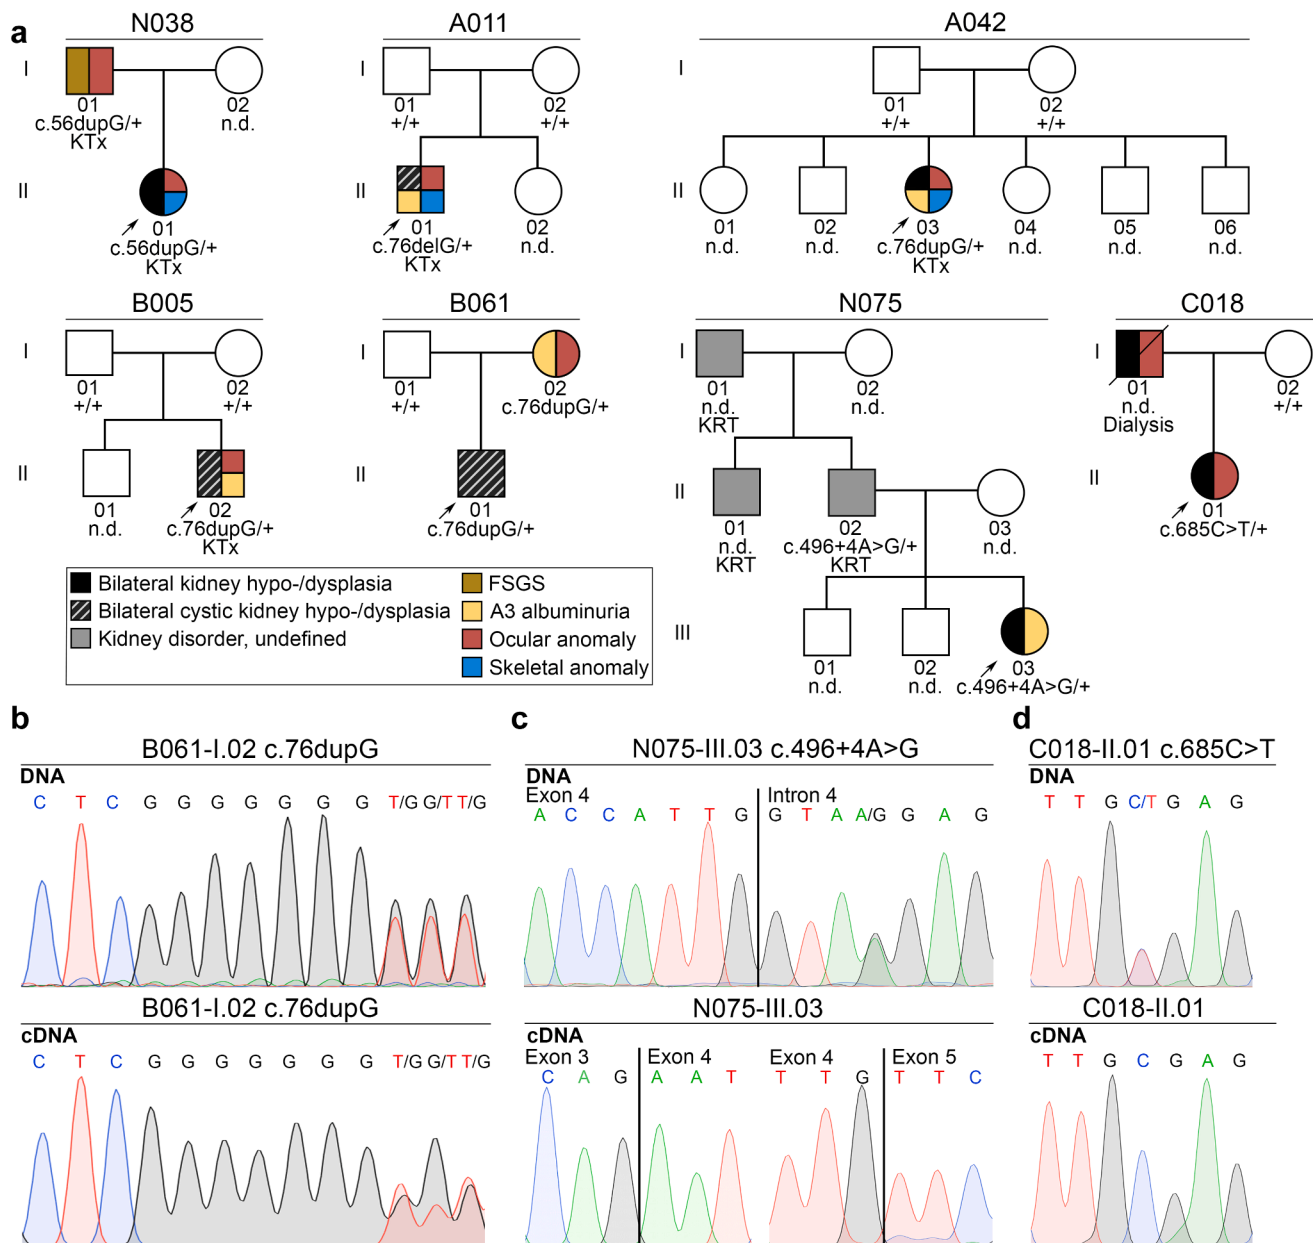 a
N038
A011
A042
I
01
c.56dupG/+
KTx
02
n.d.
I
01
+/+
02
+/+
I
01
+/+
02
+/+
II
01
c.56dupG/+
KTx
II
01
c.76delG/+
KTx
02
n.d.
II
01
n.d.
02
n.d.
03
c.76dupG/+
KTx
04
n.d.
05
n.d.
06
n.d.
B005
B061
N075
C018
I
01
+/+
02
+/+
I
01
+/+
02
c.76dupG/+
I
01
n.d.
KRT
02
n.d.
I
01
n.d.
Dialysis
02
+/+
II
01
n.d.
02
c.76dupG/+
KTx
II
01
c.76dupG/+
II
01
n.d.
KRT
02
c.496+4A>G/+
KRT
03
n.d.
II
01
c.685C>T/+
III
01
n.d.
02
n.d.
03
c.496+4A>G/+
Bilateral kidney hypo-/dysplasia
Bilateral cystic kidney hypo-/dysplasia
Kidney disorder, undefined
FSGS
A3 albuminuria
Ocular anomaly
Skeletal anomaly
b
B061-I.02 c.76dupG
DNA
C T C G G G G G G G T/G G/T T/G
B061-I.02 c.76dupG
cDNA
C T C G G G G G G G T/G G/T T/G
c
N075-III.03 c.496+4A>G
DNA
Exon 4 Intron 4
A C C A T T G G T A A/G G A G
N075-III.03
cDNA
Exon 3 Exon 4 Exon 4 Exon 5
C A G A A T T T G T T C
d
C018-II.01 c.685C>T
DNA
T T G C/T G A G
C018-II.01
cDNA
T T G C G A G